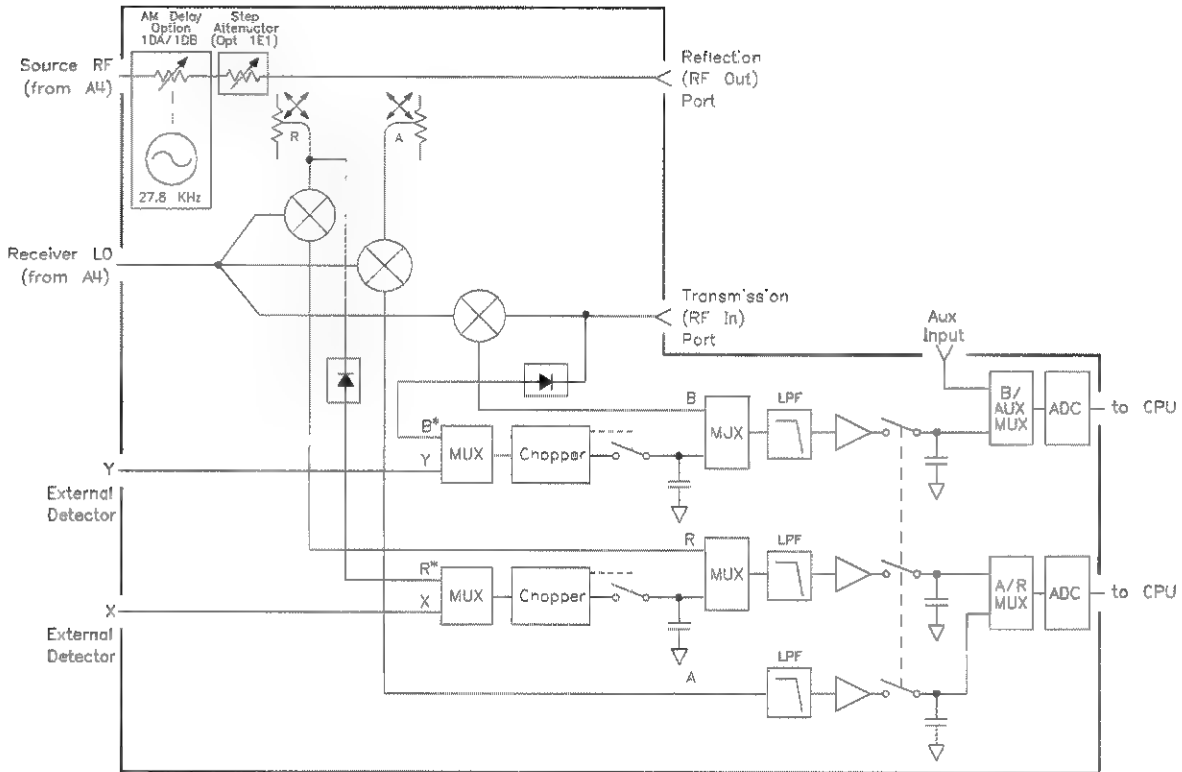 AM Delay
Option
1DA/1DB
Step
Attenuator
(Opt 1E1)
Source RF
(from A4)
Reflection
(RF Out)
Port
R
A
27.8 KHz
Receiver LO
(from A4)
Transmission
(RF In)
Port
Aux
Input
B
LPF
B/
AUX
MUX
ADC
to CPU
B*
Y
MUX
Chopper
MUX
Y
External
Detector
R
LPF
R*
X
MUX
Chopper
MUX
A/R
MUX
ADC
to CPU
X
External
Detector
A
LPF